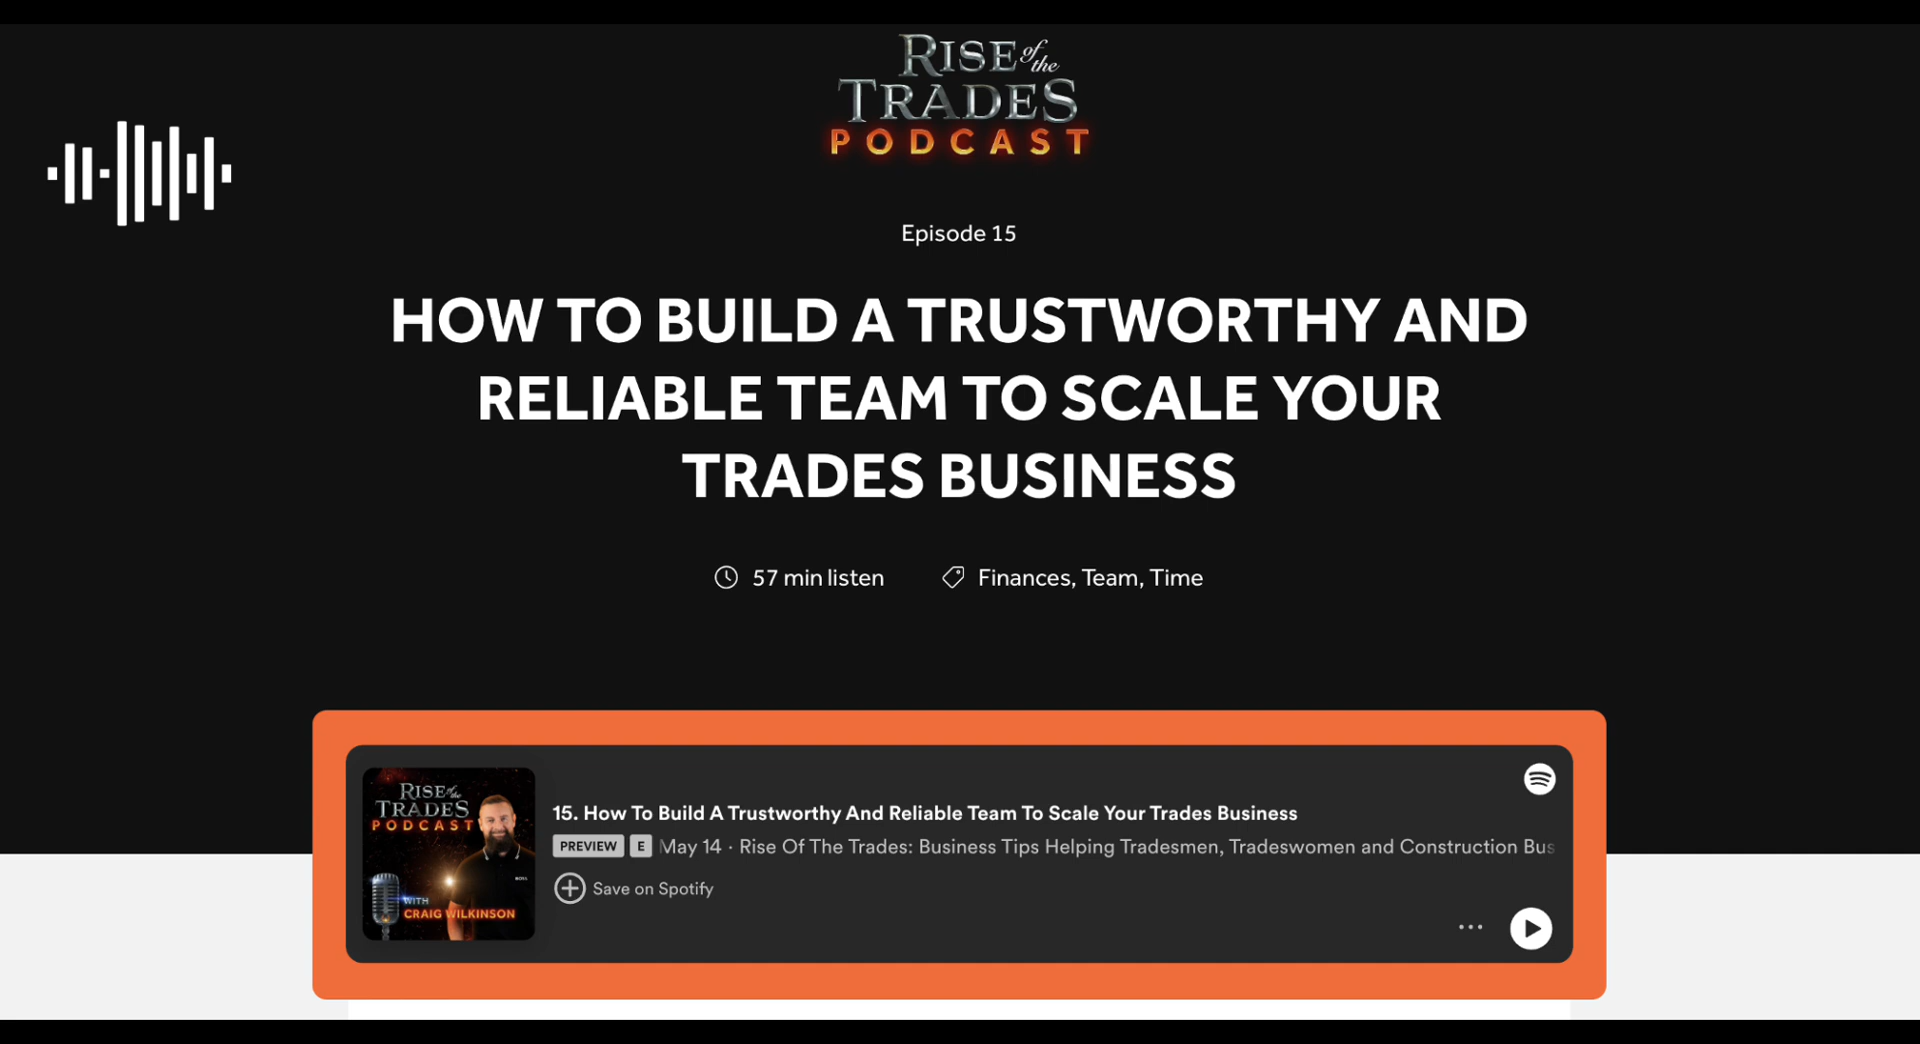 RISE of the
TRADES
PODCAST
Episode 15
HOW TO BUILD A TRUSTWORTHY AND
RELIABLE TEAM TO SCALE YOUR
TRADES BUSINESS
57 min listen
Finances, Team, Time
RISE of the
TRADES
PODCAST
WITH
CRAIG WILKINSON
15. How To Build A Trustworthy And Reliable Team To Scale Your Trades Business
PREVIEW E May 14 · Rise Of The Trades: Business Tips Helping Tradesmen, Tradeswomen and Construction Bus
Save on Spotify